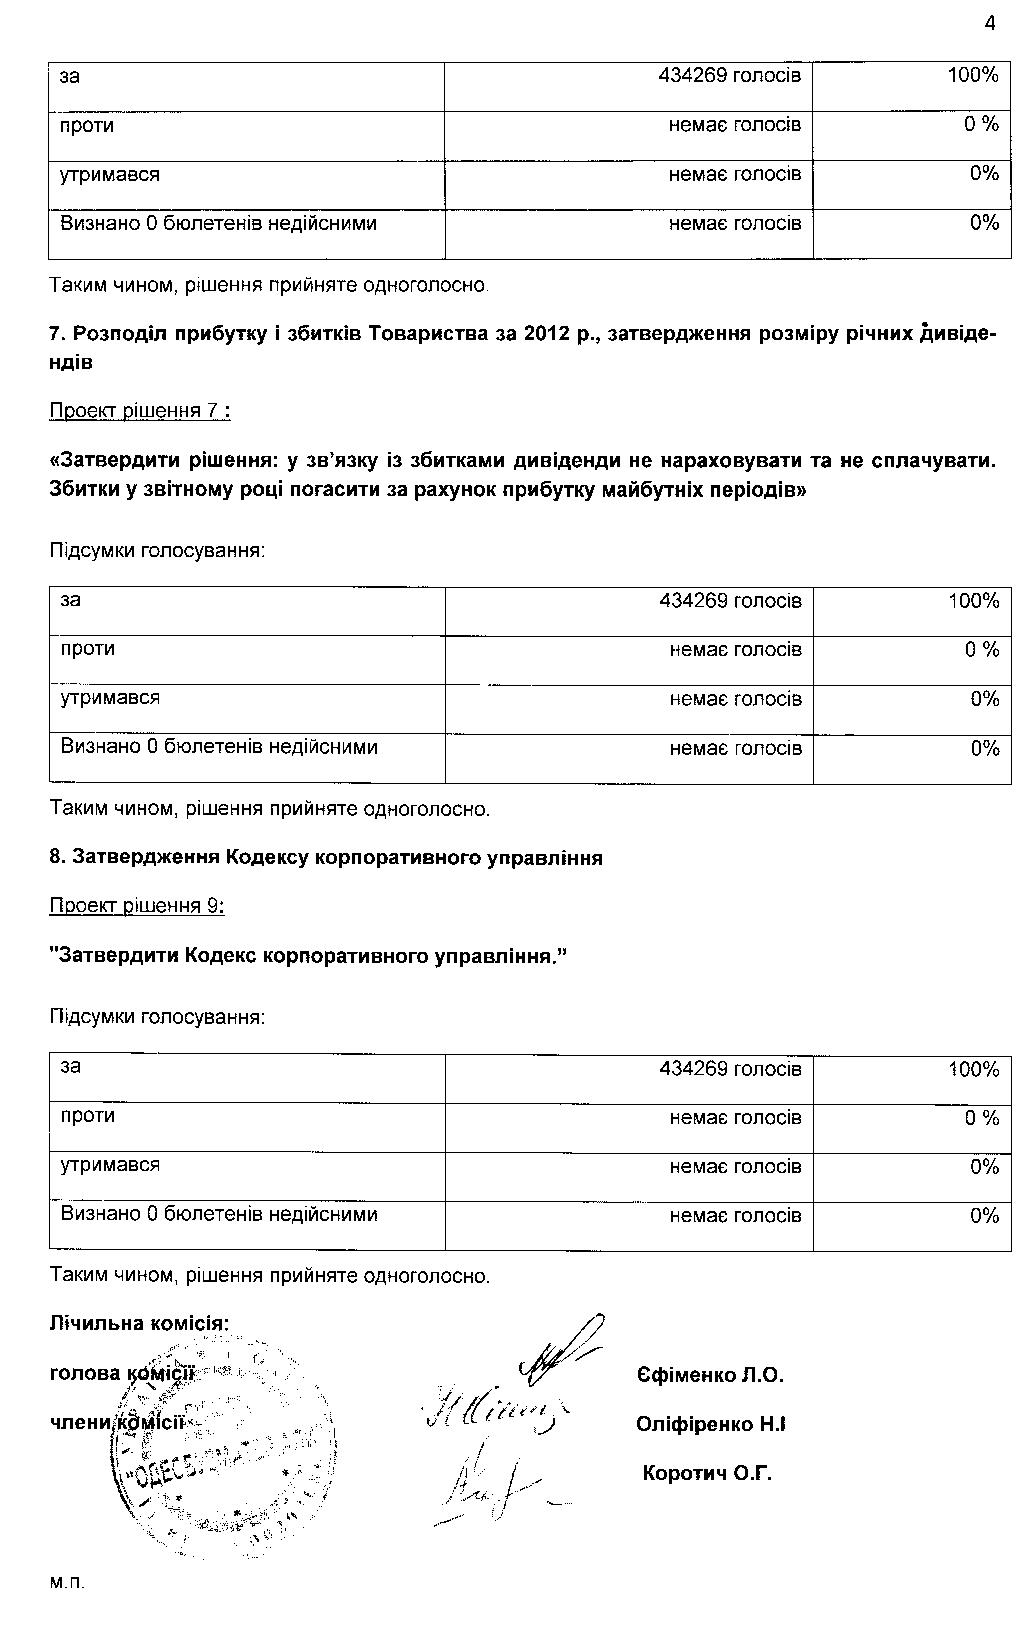 4
за 434269 голосів 100%
проти немає голосів 0 %
утримався немає голосів 0%
Визнано 0 бюлетенів недійсними немає голосів 0%
Таким чином, рішення прийняте одноголосно.
7. Розподіл прибутку і збитків Товариства за 2012 р., затвердження розміру річних дивіде-
ндів
Проект рішення 7 :
«Затвердити рішення: у зв’язку із збитками дивіденди не нараховувати та не сплачувати.
Збитки у звітному році погасити за рахунок прибутку майбутніх періодів»
Підсумки голосування:
за 434269 голосів 100%
проти немає голосів 0 %
утримався немає голосів 0%
Визнано 0 бюлетенів недійсними немає голосів 0%
Таким чином, рішення прийняте одноголосно.
8. Затвердження Кодексу корпоративного управління
Проект рішення 9:
"Затвердити Кодекс корпоративного управління.”
Підсумки голосування:
за 434269 голосів 100%
проти немає голосів 0 %
утримався немає голосів 0%
Визнано 0 бюлетенів недійсними немає голосів 0%
Таким чином, рішення прийняте одноголосно.
Лічильна комісія:
голова комісії Єфіменко Л.О.
члени комісії Оліфіренко Н.І
Коротич О.Г.
м.п.